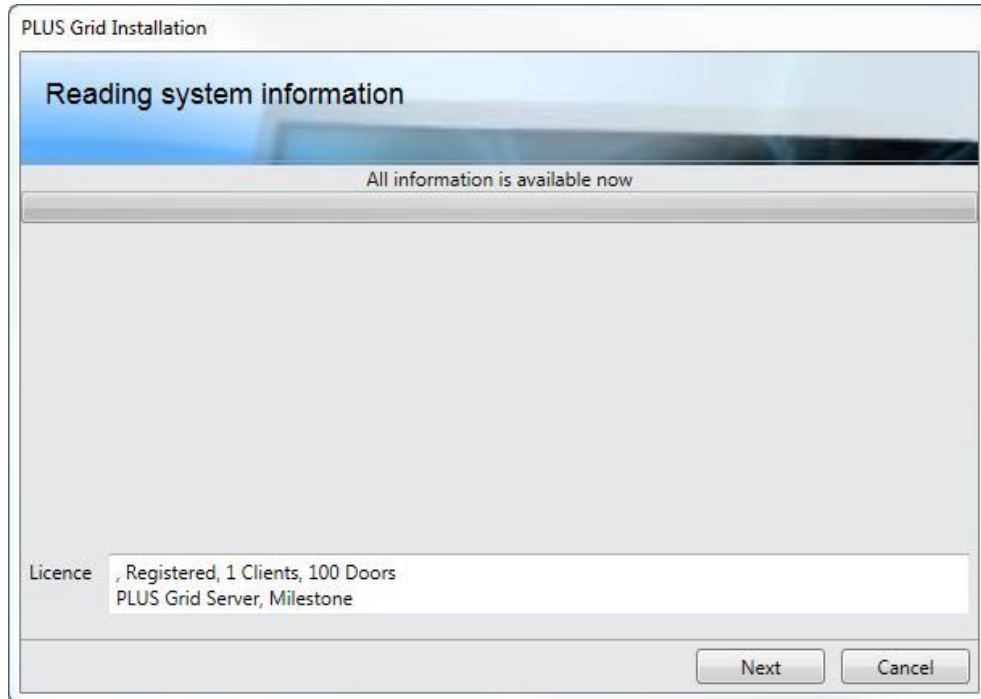 PLUS Grid Installation
Reading system information
All information is available now
Licence
, Registered, 1 Clients, 100 Doors
PLUS Grid Server, Milestone
Next
Cancel